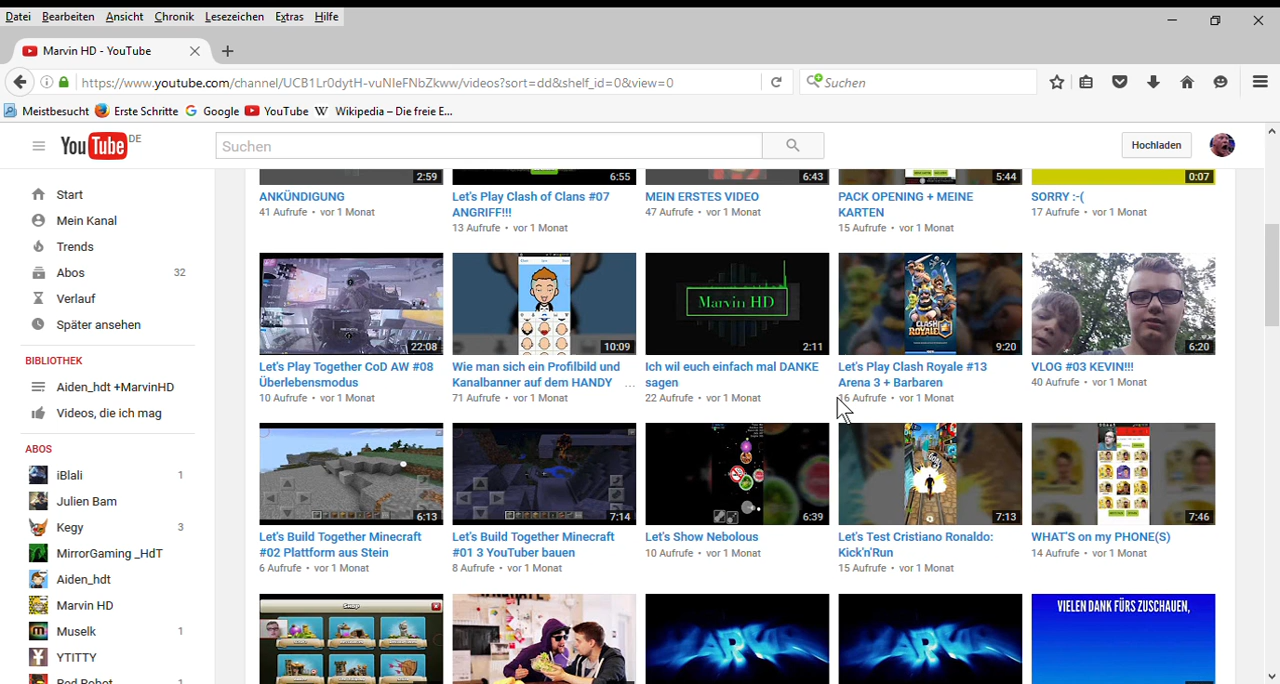 Datei Bearbeiten Ansicht Chronik Lesezeichen Extras Hilfe
Marvin HD - YouTube
https://www.youtube.com/channel/UCB1Lr0dytH-vuNIeFNbZkww/videos?sort=dd&shelf_id=0&view=0
Suchen
Meistbesucht Erste Schritte Google YouTube Wikipedia – Die freie E...
YouTube DE
Suchen
Hochladen
Start
Mein Kanal
Trends
Abos 32
Verlauf
Später ansehen
BIBLIOTHEK
Aiden_hdt +MarvinHD
Videos, die ich mag
ABOS
iBlali 1
Julien Bam
Kegy 3
MirrorGaming _HdT
Aiden_hdt
Marvin HD
Muselk 1
YTITTY
Red Robot 1
2:59
ANKÜNDIGUNG
41 Aufrufe • vor 1 Monat
6:55
Let's Play Clash of Clans #07
ANGRIFF!!!
13 Aufrufe • vor 1 Monat
6:43
MEIN ERSTES VIDEO
47 Aufrufe • vor 1 Monat
5:44
PACK OPENING + MEINE
KARTEN
15 Aufrufe • vor 1 Monat
0:07
SORRY :-(
17 Aufrufe • vor 1 Monat
22:08
Let's Play Together CoD AW #08
Überlebensmodus
10 Aufrufe • vor 1 Monat
10:09
Wie man sich ein Profilbild und
Kanalbanner auf dem HANDY ...
71 Aufrufe • vor 1 Monat
Marvin HD
2:11
Ich wil euch einfach mal DANKE
sagen
22 Aufrufe • vor 1 Monat
CLASH
ROYALE
9:20
Let's Play Clash Royale #13
Arena 3 + Barbaren
16 Aufrufe • vor 1 Monat
6:20
VLOG #03 KEVIN!!!
40 Aufrufe • vor 1 Monat
6:13
Let's Build Together Minecraft
#02 Plattform aus Stein
6 Aufrufe • vor 1 Monat
7:14
Let's Build Together Minecraft
#01 3 YouTuber bauen
8 Aufrufe • vor 1 Monat
6:39
Let's Show Nebolous
10 Aufrufe • vor 1 Monat
7:13
Let's Test Cristiano Ronaldo:
Kick'n'Run
15 Aufrufe • vor 1 Monat
7:46
WHAT'S on my PHONE(S)
14 Aufrufe • vor 1 Monat
Shop
VIELEN DANK FÜRS ZUSCHAUEN,